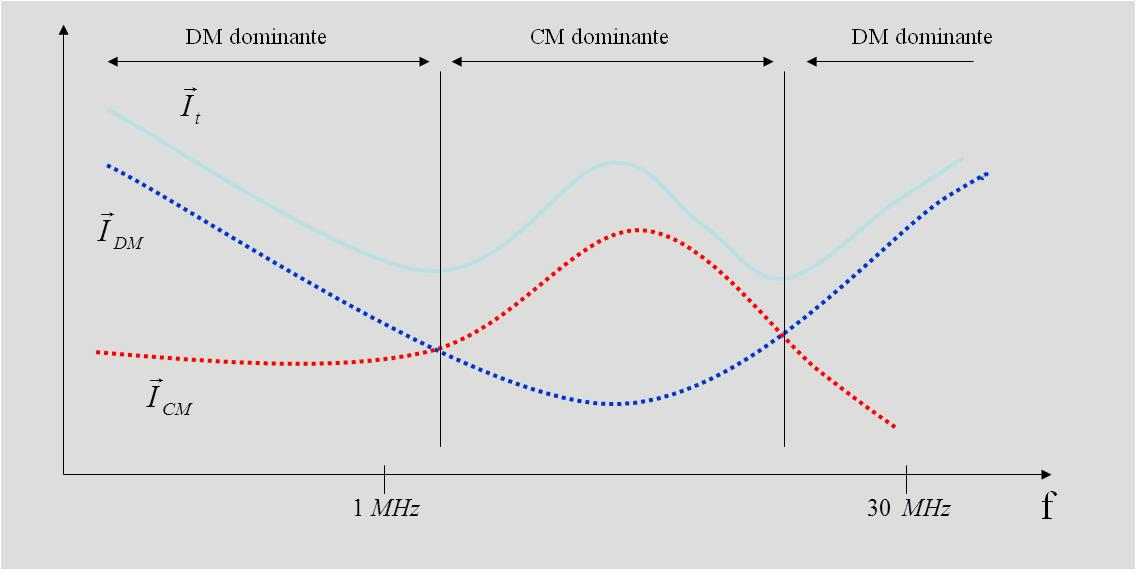 DM dominante CM dominante DM dominante
I⃗ t
I⃗ DM
I⃗ CM
1 MHz 30 MHz f